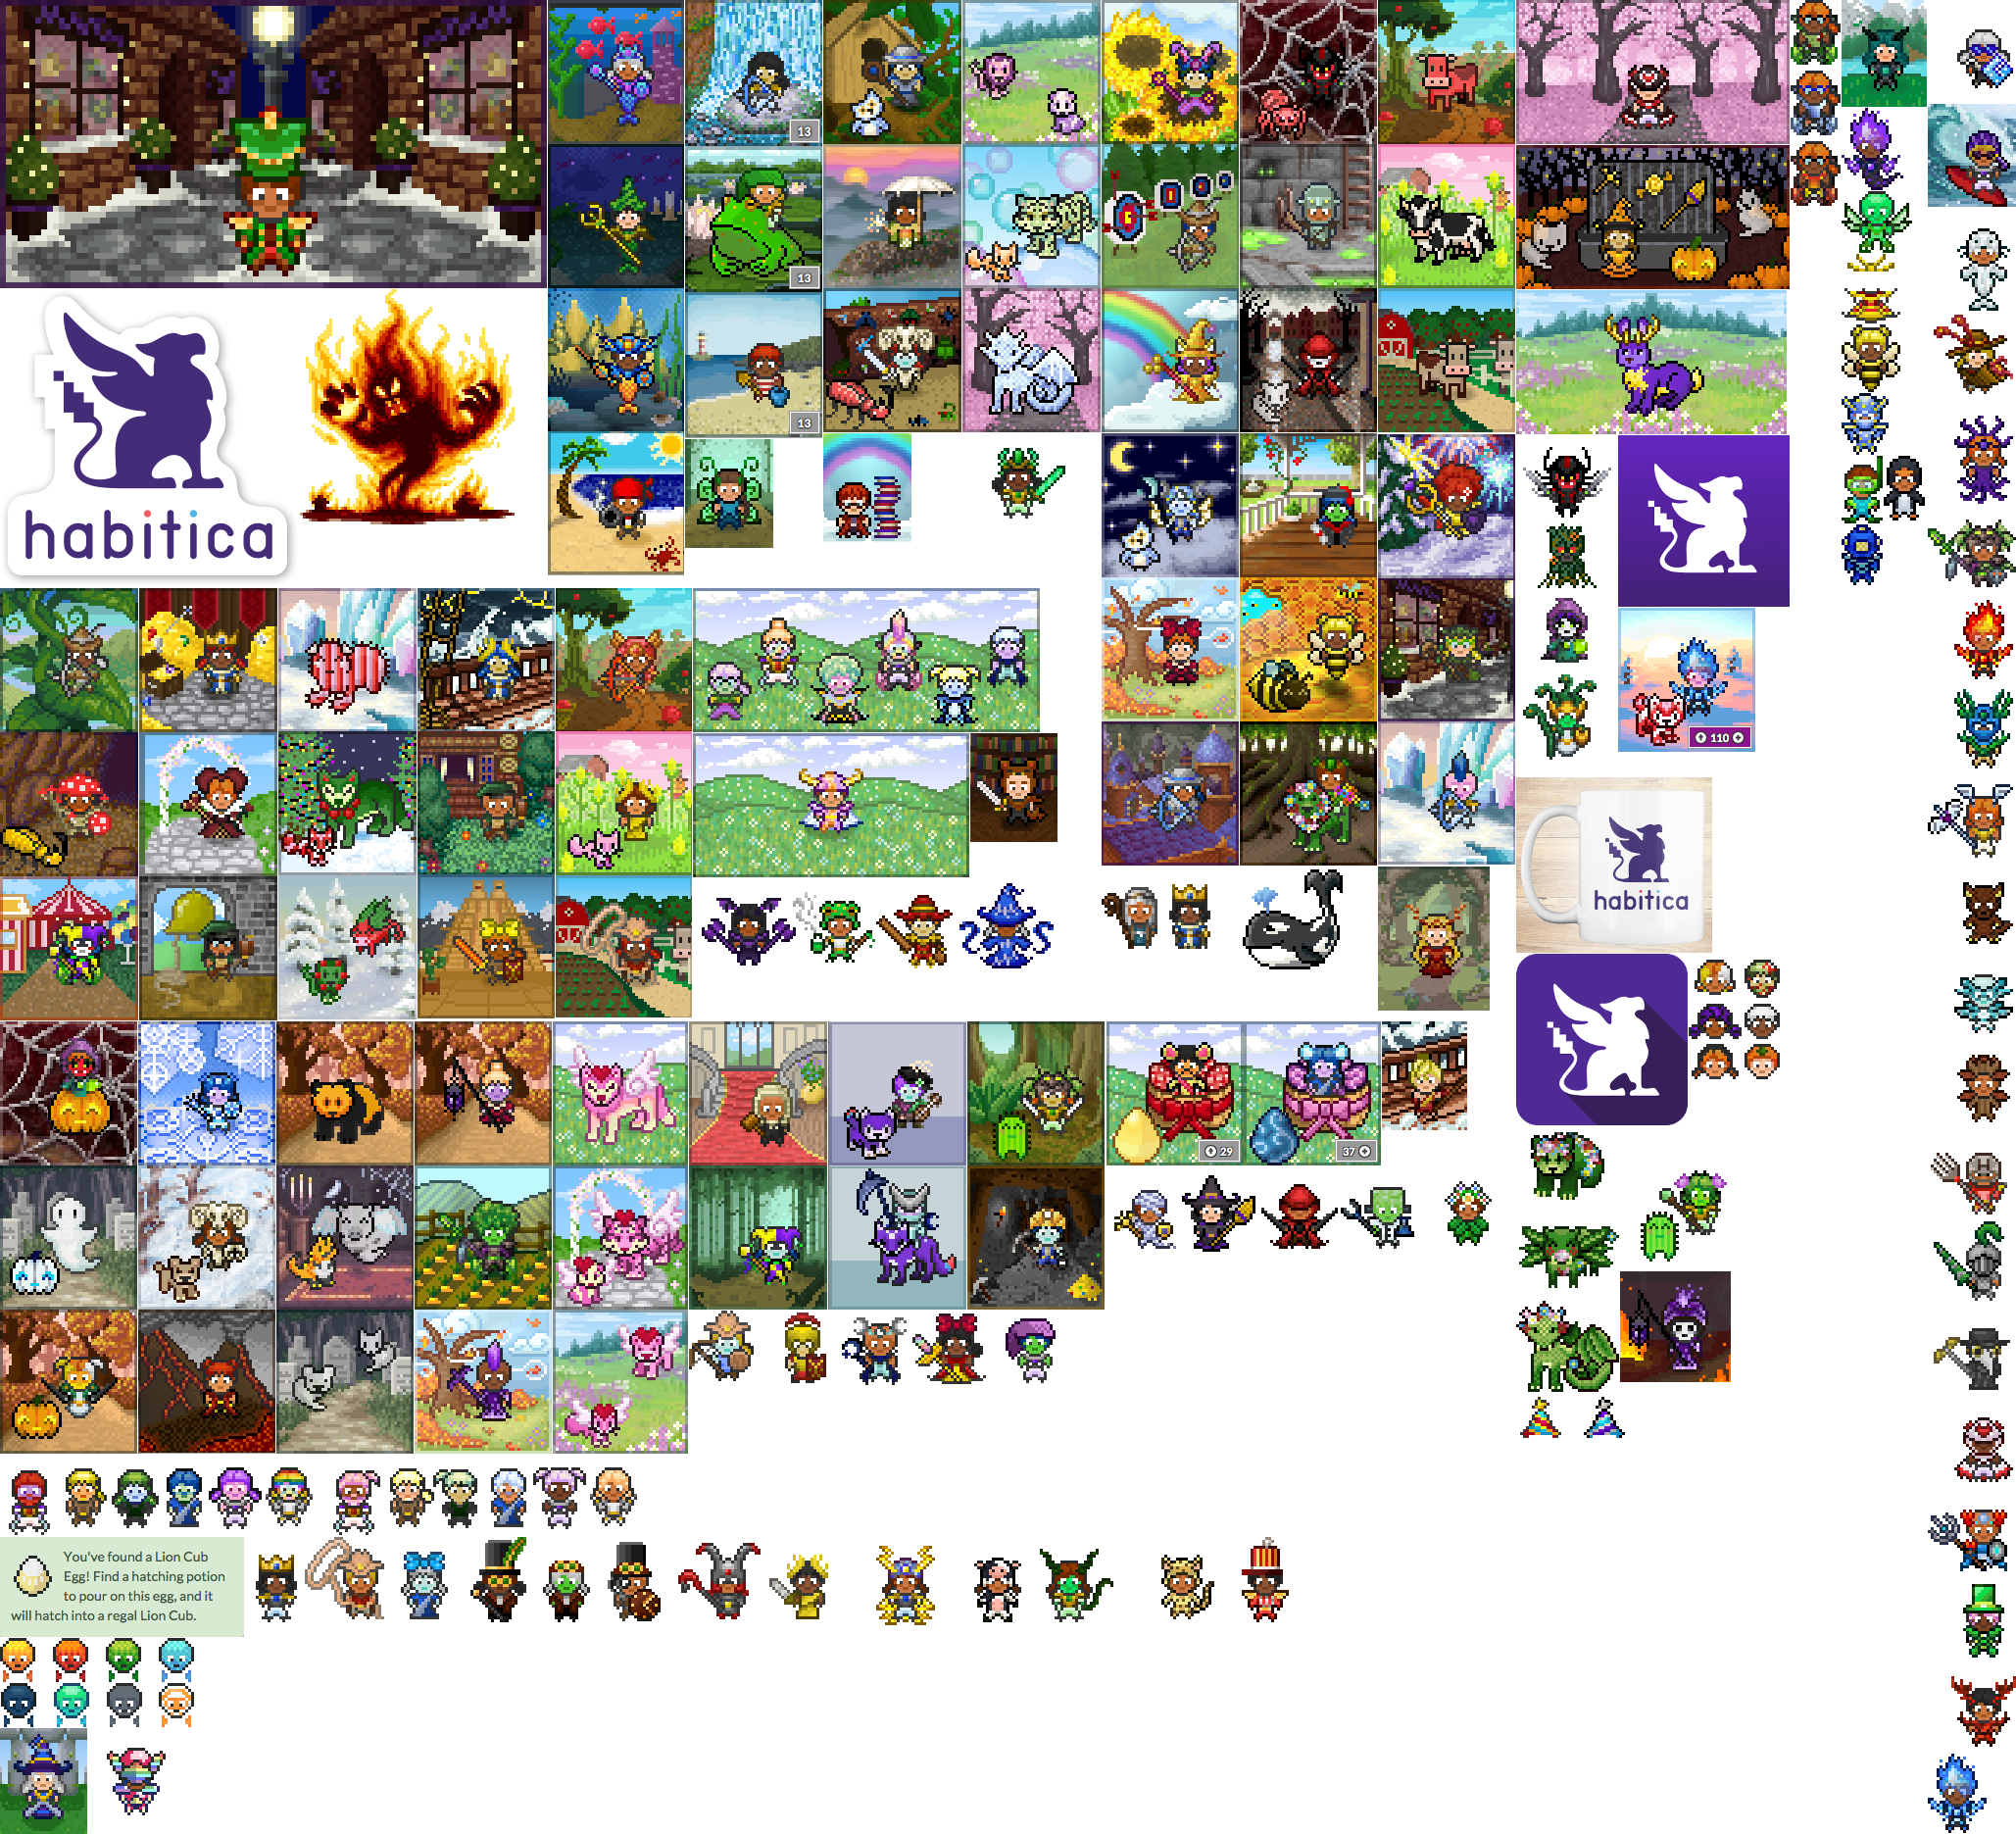 13
13
13
habitica
110
habitica
29
37
You've found a Lion Cub
Egg! Find a hatching potion
to pour on this egg, and it
will hatch into a regal Lion Cub.